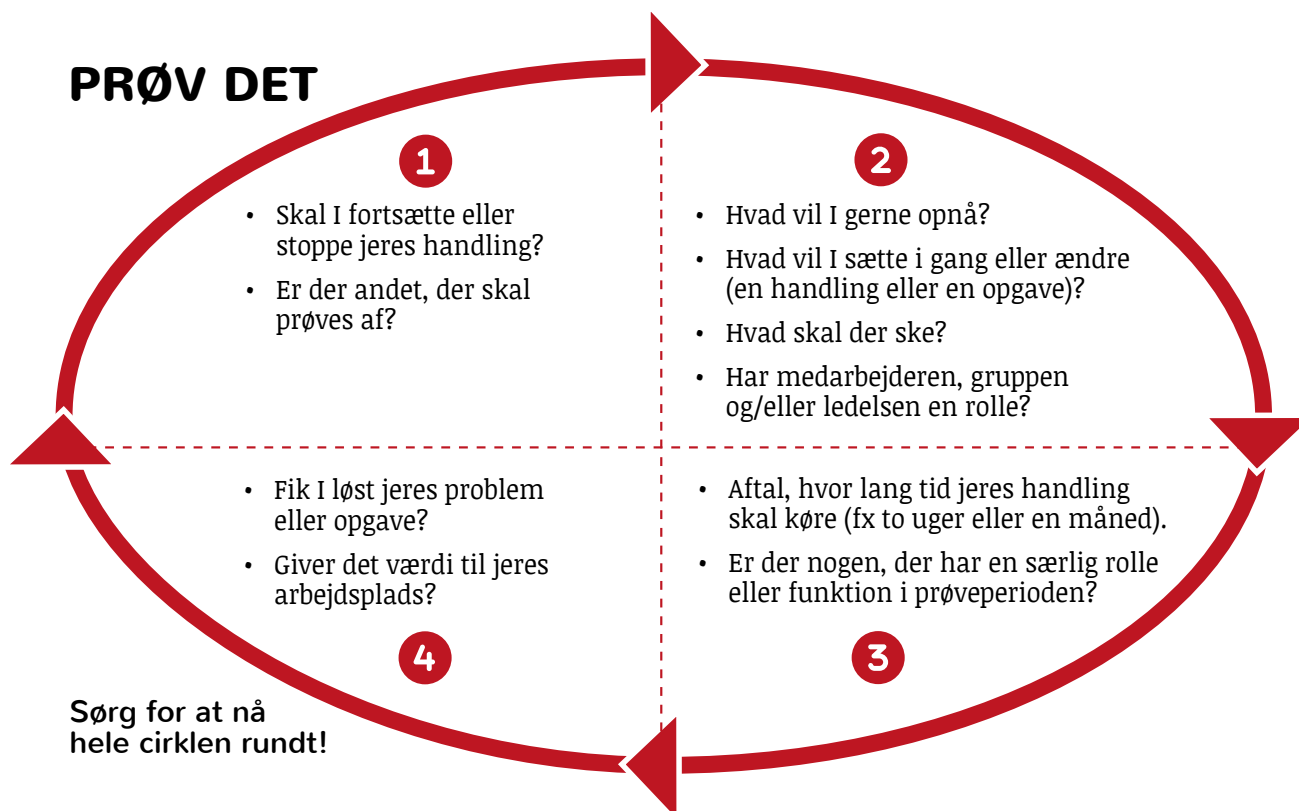 PRØV DET
1
• Skal I fortsætte eller
stoppe jeres handling?
• Er der andet, der skal
prøves af?
2
• Hvad vil I gerne opnå?
• Hvad vil I sætte i gang eller ændre
(en handling eller en opgave)?
• Hvad skal der ske?
• Har medarbejderen, gruppen
og/eller ledelsen en rolle?
• Aftal, hvor lang tid jeres handling
skal køre (fx to uger eller en måned).
• Er der nogen, der har en særlig rolle
eller funktion i prøveperioden?
3
• Fik I løst jeres problem
eller opgave?
• Giver det værdi til jeres
arbejdsplads?
4
Sørg for at nå
hele cirklen rundt!